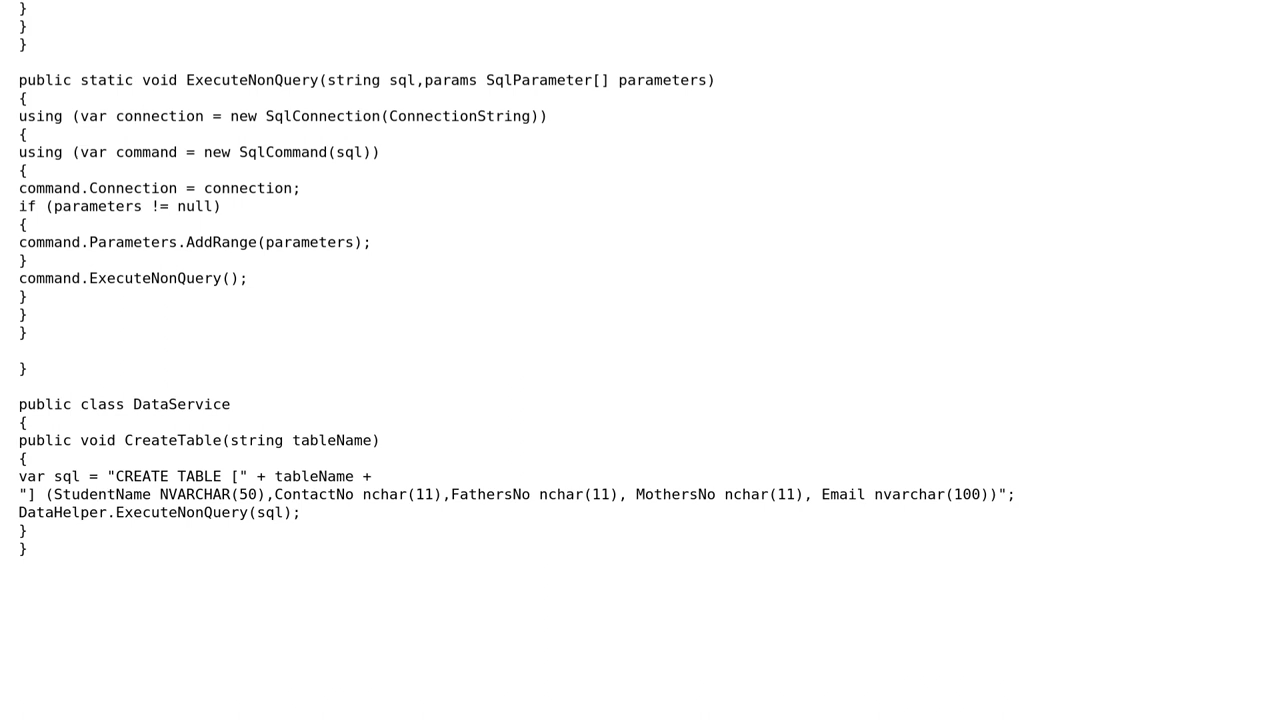 }
}
}
public static void ExecuteNonQuery(string sql,params SqlParameter[] parameters)
{
using (var connection = new SqlConnection(ConnectionString))
{
using (var command = new SqlCommand(sql))
{
command.Connection = connection;
if (parameters != null)
{
command.Parameters.AddRange(parameters);
}
command.ExecuteNonQuery();
}
}
}
}
public class DataService
{
public void CreateTable(string tableName)
{
var sql = "CREATE TABLE [" + tableName +
"] (StudentName NVARCHAR(50),ContactNo nchar(11),FathersNo nchar(11), MothersNo nchar(11), Email nvarchar(100))";
DataHelper.ExecuteNonQuery(sql);
}
}